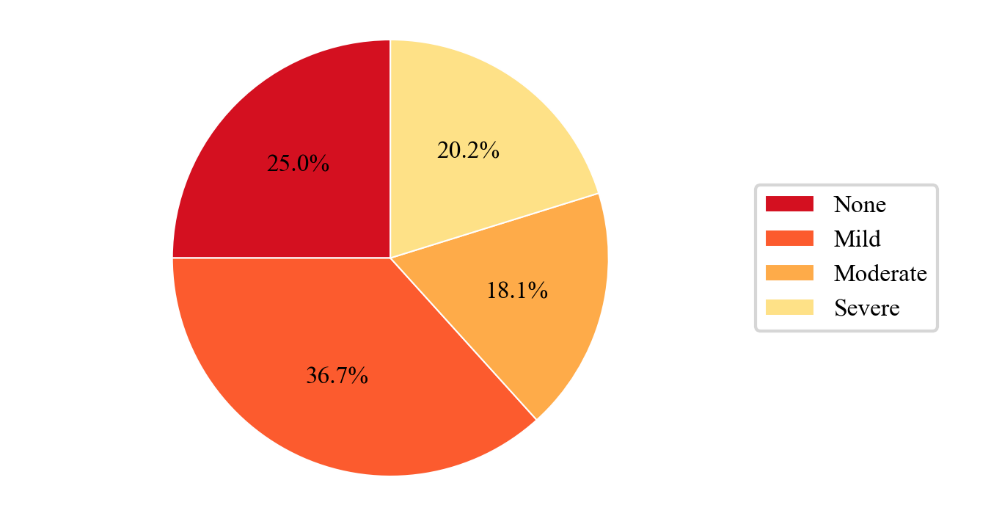 25.0%
20.2%
18.1%
36.7%
None
Mild
Moderate
Severe